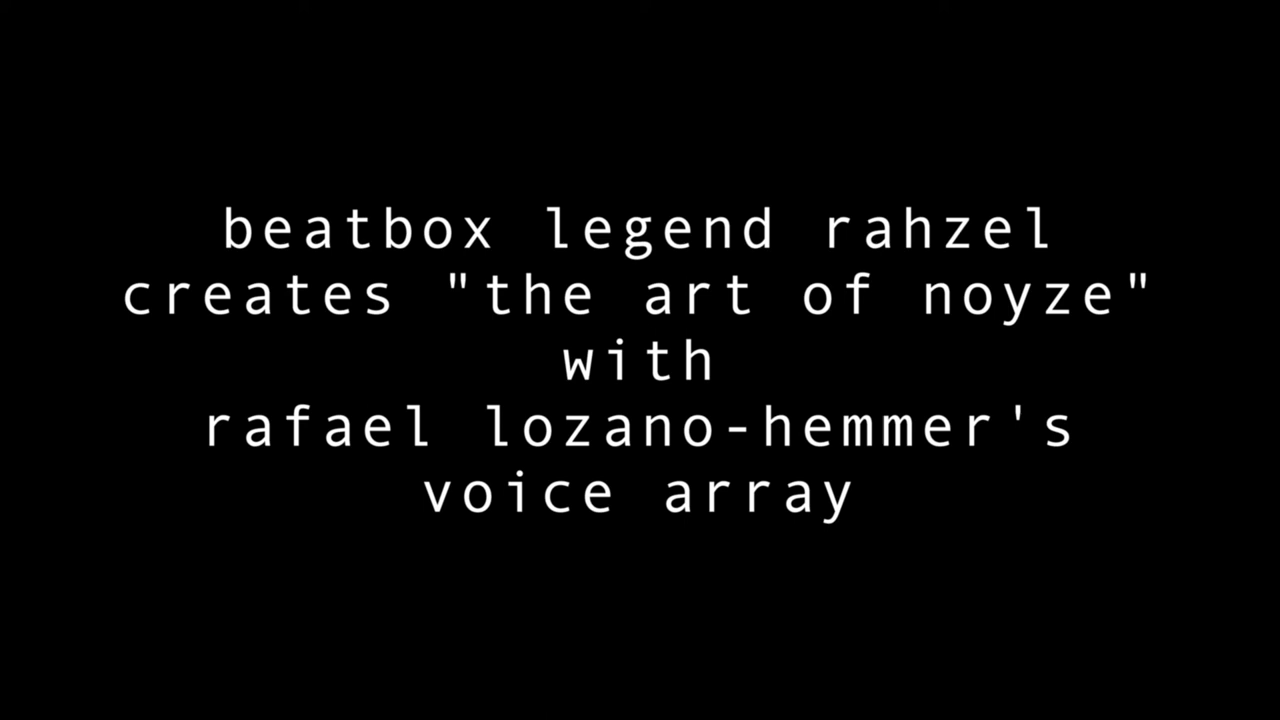 beatbox legend rahzel
creates "the art of noyze"
with
rafael lozano-hemmer's
voice array